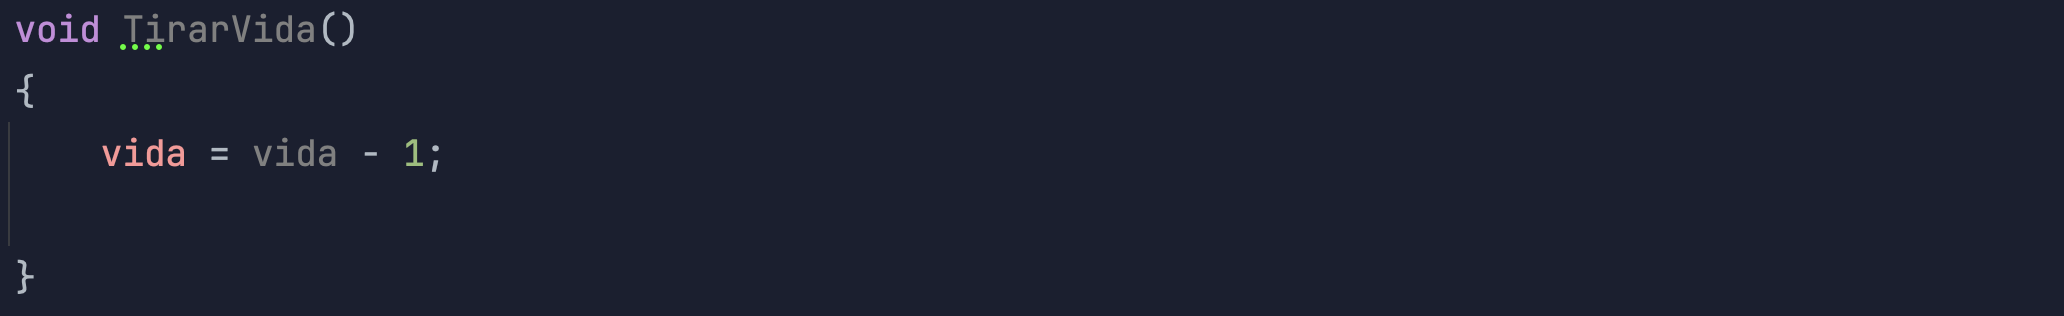 void TirarVida()
{
vida = vida - 1;
}